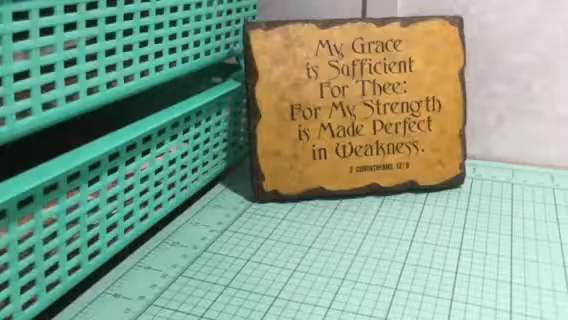 My Grace
is Sufficient
For Thee:
For My Strength
is Made Perfect
in Weakness.
2 CORINTHIANS 12:9